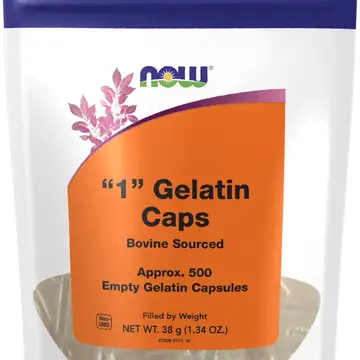 NOW
"1" Gelatin
Caps
Bovine Sourced
Approx. 500
Empty Gelatin Capsules
Filled by Weight
NET WT. 38 g (1.34 OZ.)
Non-
GMO